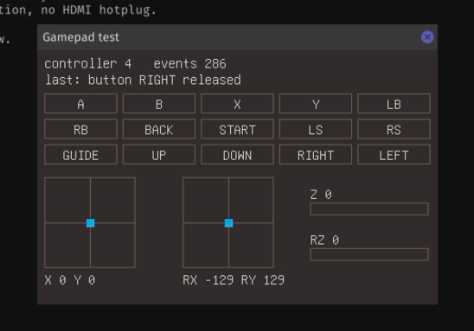 tion, no HDMI hotplug.
w.
Gamepad test
controller 4 events 286
last: button RIGHT released
A B X Y LB
RB BACK START LS RS
GUIDE UP DOWN RIGHT LEFT
Z 0
RZ 0
X 0 Y 0 RX -129 RY 129